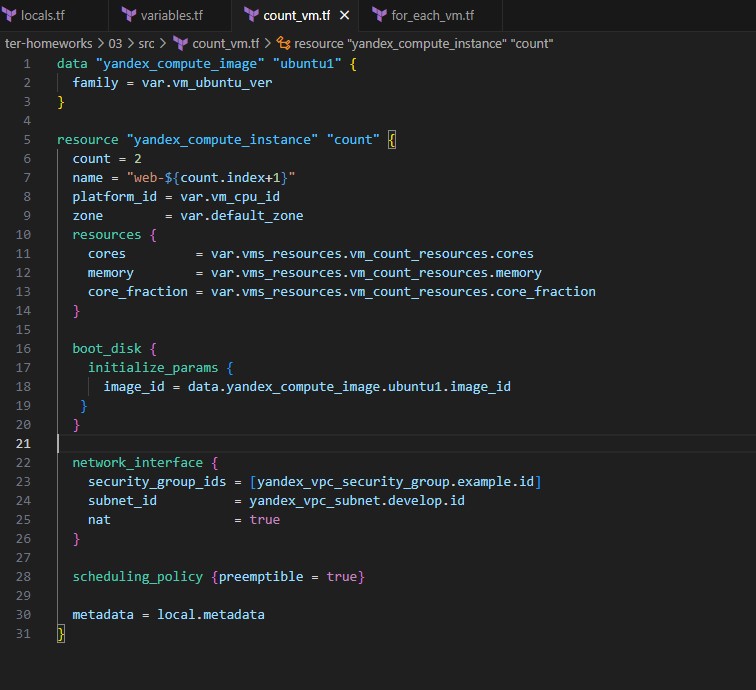 locals.tf variables.tf count_vm.tf × for_each_vm.tf
ter-homeworks > 03 > src > count_vm.tf > resource "yandex_compute_instance" "count"
1 data "yandex_compute_image" "ubuntu1" {
2 family = var.vm_ubuntu_ver
3 }
4
5 resource "yandex_compute_instance" "count" {
6 count = 2
7 name = "web-${count.index+1}"
8 platform_id = var.vm_cpu_id
9 zone = var.default_zone
10 resources {
11 cores = var.vms_resources.vm_count_resources.cores
12 memory = var.vms_resources.vm_count_resources.memory
13 core_fraction = var.vms_resources.vm_count_resources.core_fraction
14 }
15
16 boot_disk {
17 initialize_params {
18 image_id = data.yandex_compute_image.ubuntu1.image_id
19 }
20 }
21
22 network_interface {
23 security_group_ids = [yandex_vpc_security_group.example.id]
24 subnet_id = yandex_vpc_subnet.develop.id
25 nat = true
26 }
27
28 scheduling_policy {preemptible = true}
29
30 metadata = local.metadata
31 }